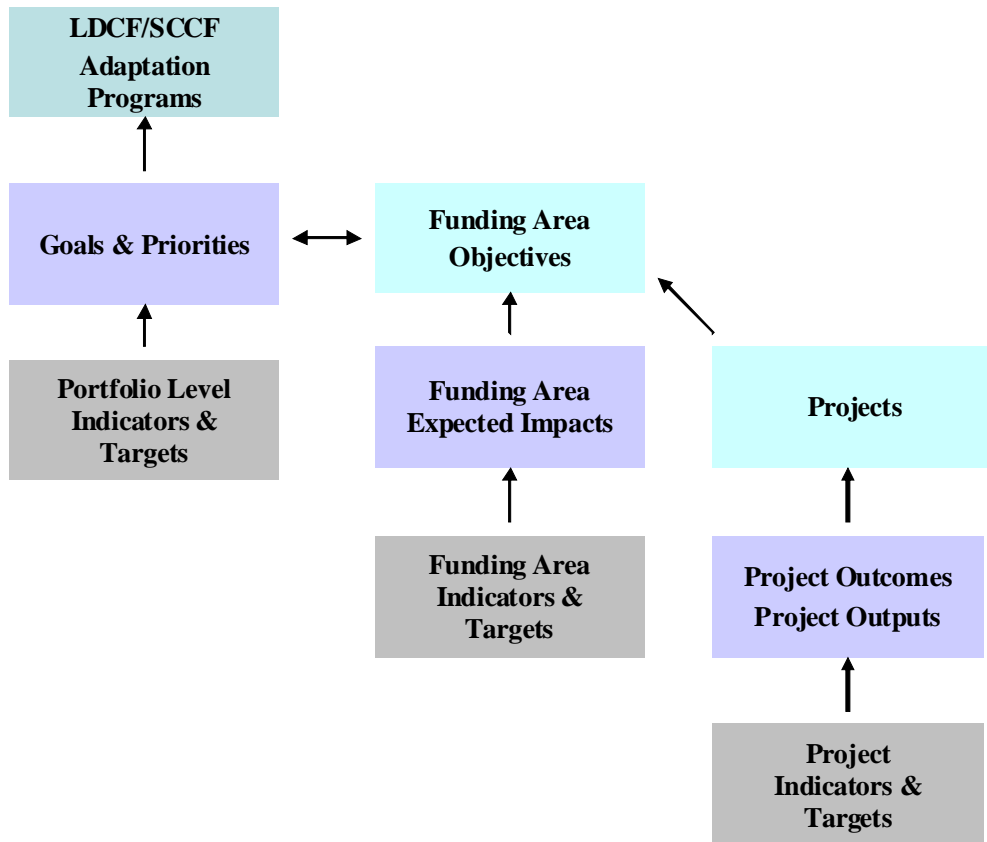 LDCF/SCCF
Adaptation
Programs
Goals & Priorities
Funding Area
Objectives
Portfolio Level
Indicators &
Targets
Funding Area
Expected Impacts
Projects
Funding Area
Indicators &
Targets
Project Outcomes
Project Outputs
Project
Indicators &
Targets